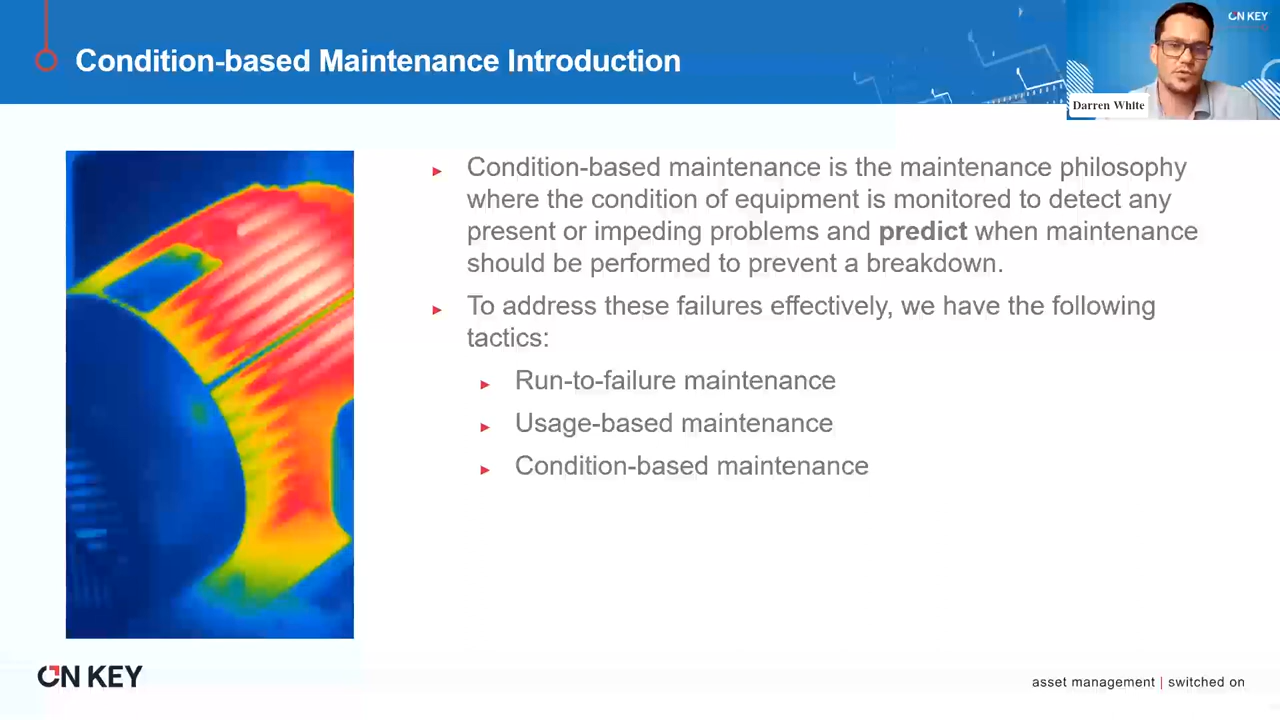 Condition-based Maintenance Introduction
ON KEY
Darren White
► Condition-based maintenance is the maintenance philosophy
where the condition of equipment is monitored to detect any
present or impeding problems and predict when maintenance
should be performed to prevent a breakdown.
► To address these failures effectively, we have the following
tactics:
► Run-to-failure maintenance
► Usage-based maintenance
► Condition-based maintenance
ON KEY
asset management | switched on